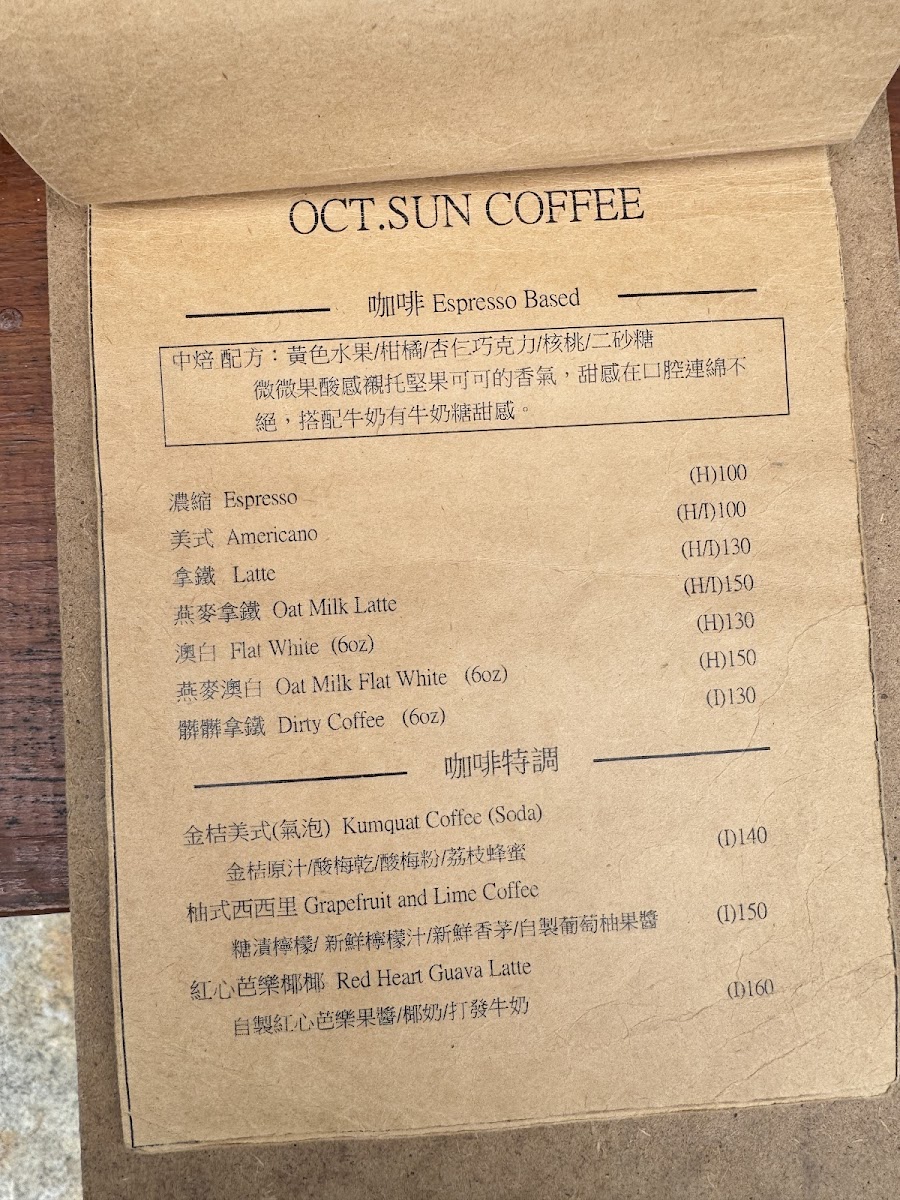 OCT.SUN COFFEE
咖啡 Espresso Based
中焙 配方：黃色水果/柑橘/杏仁巧克力/核桃/二砂糖
微微果酸感襯托堅果可可的香氣，甜感在口腔連綿不
絕，搭配牛奶有牛奶糖甜感。
濃縮 Espresso (H)100
美式 Americano (H/I)100
拿鐵 Latte (H/I)130
燕麥拿鐵 Oat Milk Latte (H/I)150
澳白 Flat White (6oz) (H)130
燕麥澳白 Oat Milk Flat White (6oz) (H)150
髒髒拿鐵 Dirty Coffee (6oz) (I)130
咖啡特調
金桔美式(氣泡) Kumquat Coffee (Soda) (I)140
金桔原汁/酸梅乾/酸梅粉/荔枝蜂蜜
柚式西西里 Grapefruit and Lime Coffee (I)150
糖漬檸檬/ 新鮮檸檬汁/新鮮香茅/自製葡萄柚果醬
紅心芭樂椰椰 Red Heart Guava Latte (I)160
自製紅心芭樂果醬/椰奶/打發牛奶